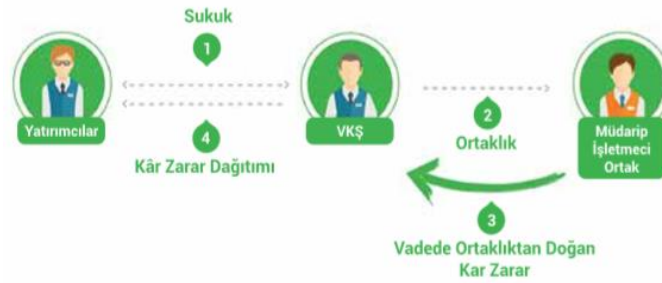 Sukuk
1
Yatırımcılar
4
Kâr Zarar Dağıtımı
VKŞ
2
Ortaklık
Müdarip
İşletmeci
Ortak
3
Vadede Ortaklıktan Doğan
Kar Zarar